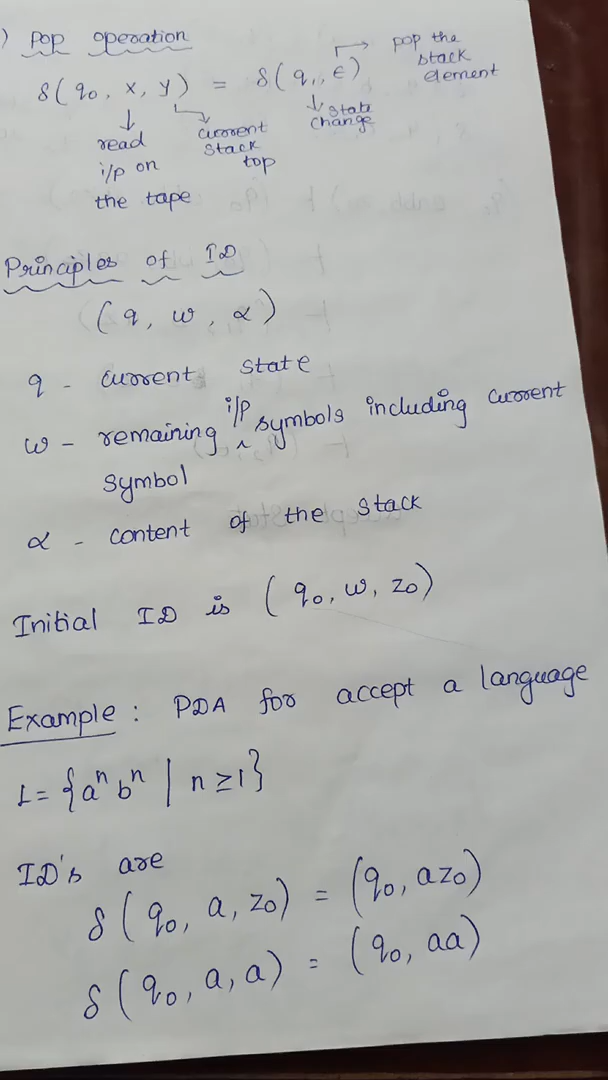 ) Pop operation
δ(q₀, x, y) = δ(q₁, ε) → pop the stack element
↓ read i/p on the tape
↳ current stack top
↓ state change
Principles of ID
(q, w, α)
q - current state
w - remaining i/p symbols including current
symbol
α - content of the stack
Initial ID is (q₀, w, z₀)
Example : PDA for accept a language
L = {aⁿ bⁿ | n ≥ 1}
ID's are
δ(q₀, a, z₀) = (q₀, az₀)
δ(q₀, a, a) = (q₀, aa)